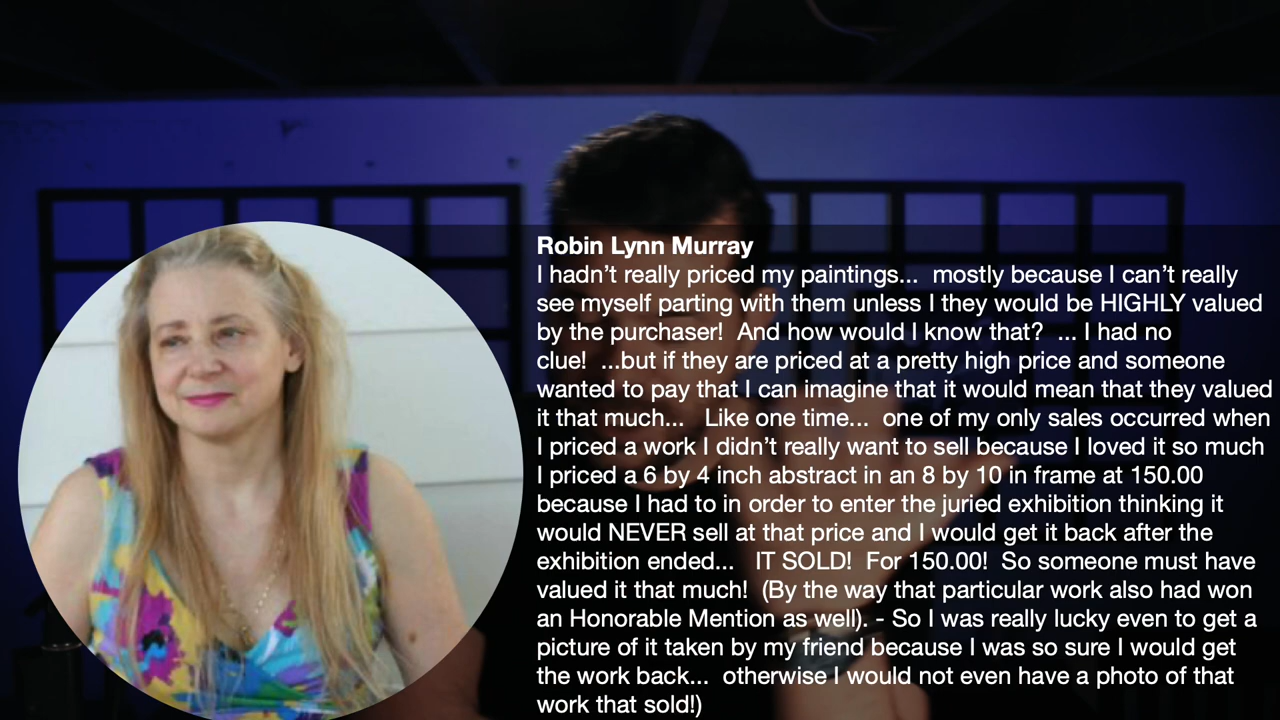 Robin Lynn Murray
I hadn’t really priced my paintings...  mostly because I can’t really
see myself parting with them unless I they would be HIGHLY valued
by the purchaser!  And how would I know that?  ... I had no
clue!  ...but if they are priced at a pretty high price and someone
wanted to pay that I can imagine that it would mean that they valued
it that much...   Like one time...  one of my only sales occurred when
I priced a work I didn’t really want to sell because I loved it so much
I priced a 6 by 4 inch abstract in an 8 by 10 in frame at 150.00
because I had to in order to enter the juried exhibition thinking it
would NEVER sell at that price and I would get it back after the
exhibition ended...   IT SOLD!  For 150.00!  So someone must have
valued it that much!  (By the way that particular work also had won
an Honorable Mention as well). - So I was really lucky even to get a
picture of it taken by my friend because I was so sure I would get
the work back...  otherwise I would not even have a photo of that
work that sold!)